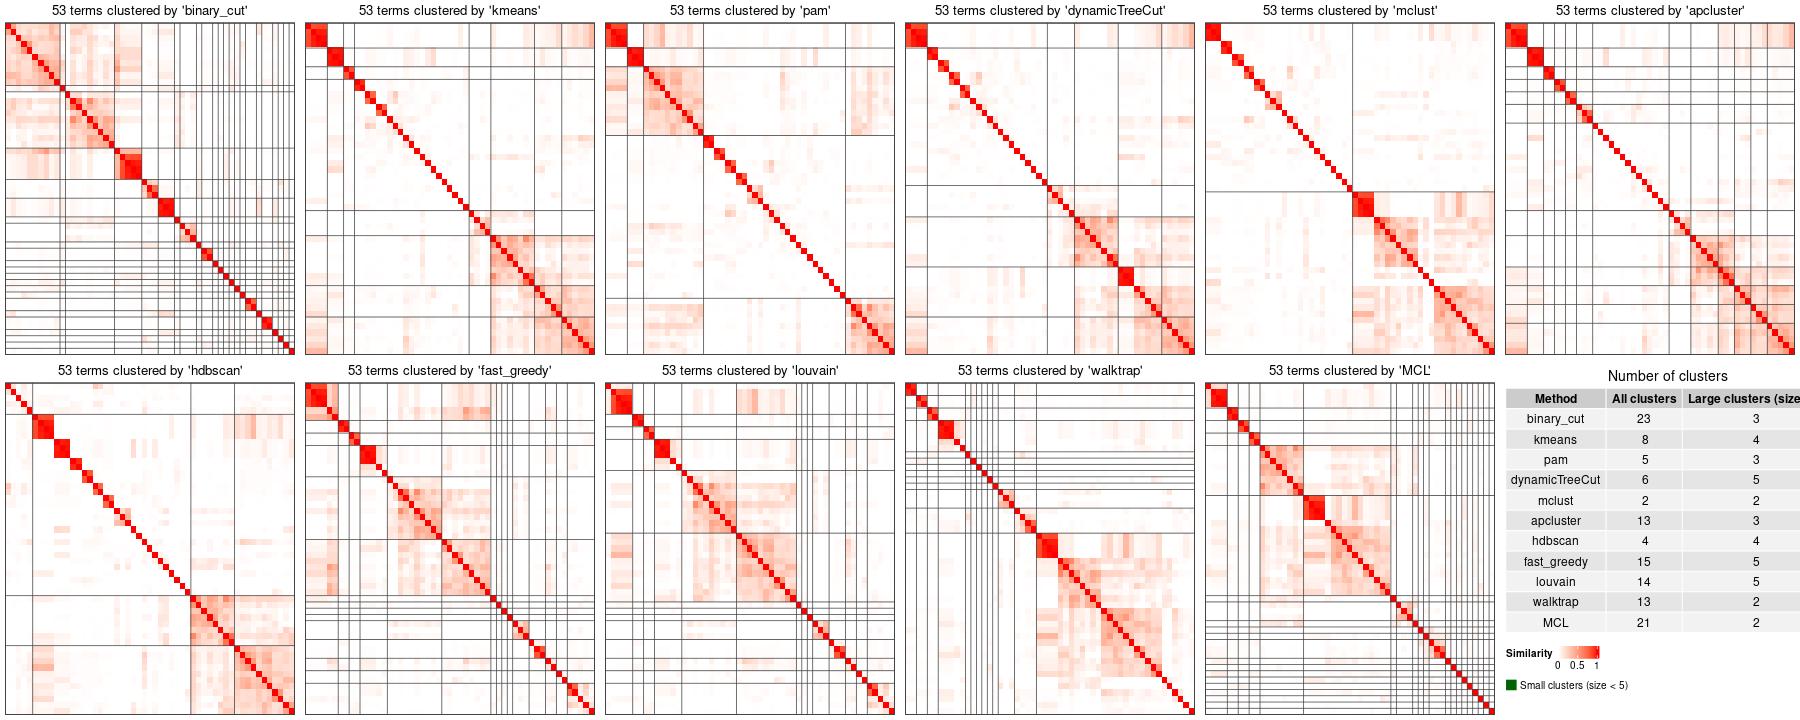 53 terms clustered by 'binary_cut'
53 terms clustered by 'kmeans'
53 terms clustered by 'pam'
53 terms clustered by 'dynamicTreeCut'
53 terms clustered by 'mclust'
53 terms clustered by 'apcluster'
53 terms clustered by 'hdbscan'
53 terms clustered by 'fast_greedy'
53 terms clustered by 'louvain'
53 terms clustered by 'walktrap'
53 terms clustered by 'MCL'
Number of clusters
Method All clusters Large clusters (size
binary_cut 23 3
kmeans 8 4
pam 5 3
dynamicTreeCut 6 5
mclust 2 2
apcluster 13 3
hdbscan 4 4
fast_greedy 15 5
louvain 14 5
walktrap 13 2
MCL 21 2
Similarity
0 0.5 1
Small clusters (size < 5)